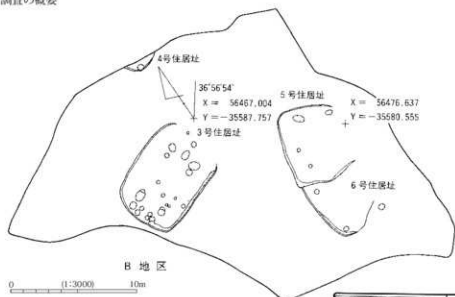 調査の概要
4号住居址
36°56′54″
X = 56467.004
Y = -35587.757
3号住居址
5号住居址
X = 56476.637
Y = -35580.555
6号住居址
B 地 区
0 (1:3000) 10m